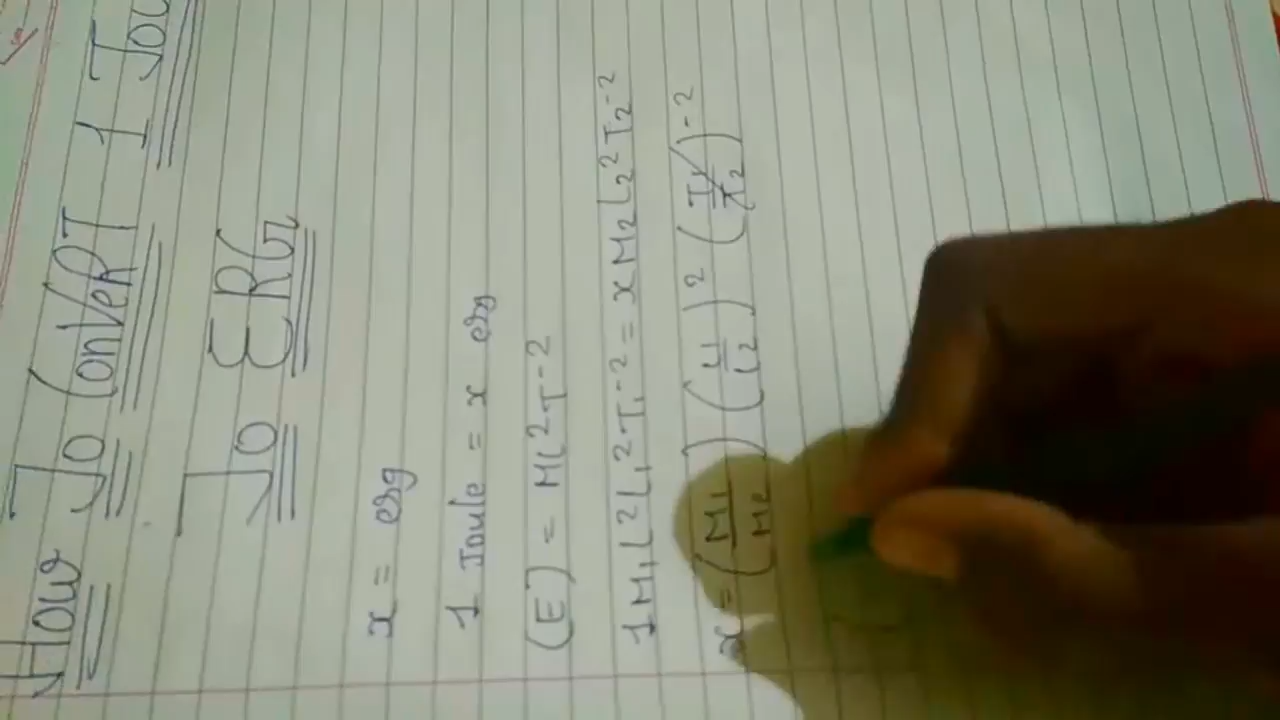 How To ConVeRT 1 Jou
To ERG
x = erg
1 Joule = x erg
(E) = ML²T⁻²
1 M₁L²L₁²T₁⁻² = x M₂L₂²T₂⁻²
x = (M₁/M₂) (L₁/L₂)² (T₁/T₂)⁻²